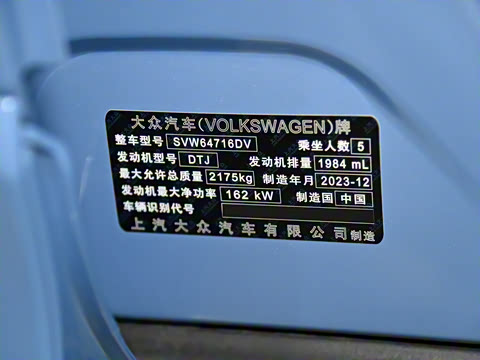 大众汽车(VOLKSWAGEN)牌
整车型号 SVW64716DV 乘坐人数 5
发动机型号 DTJ 发动机排量 1984 mL
最大允许总质量 2175kg 制造年月 2023-12
发动机最大净功率 162 kW 制造国 中国
车辆识别代号
上汽大众汽车有限公司制造